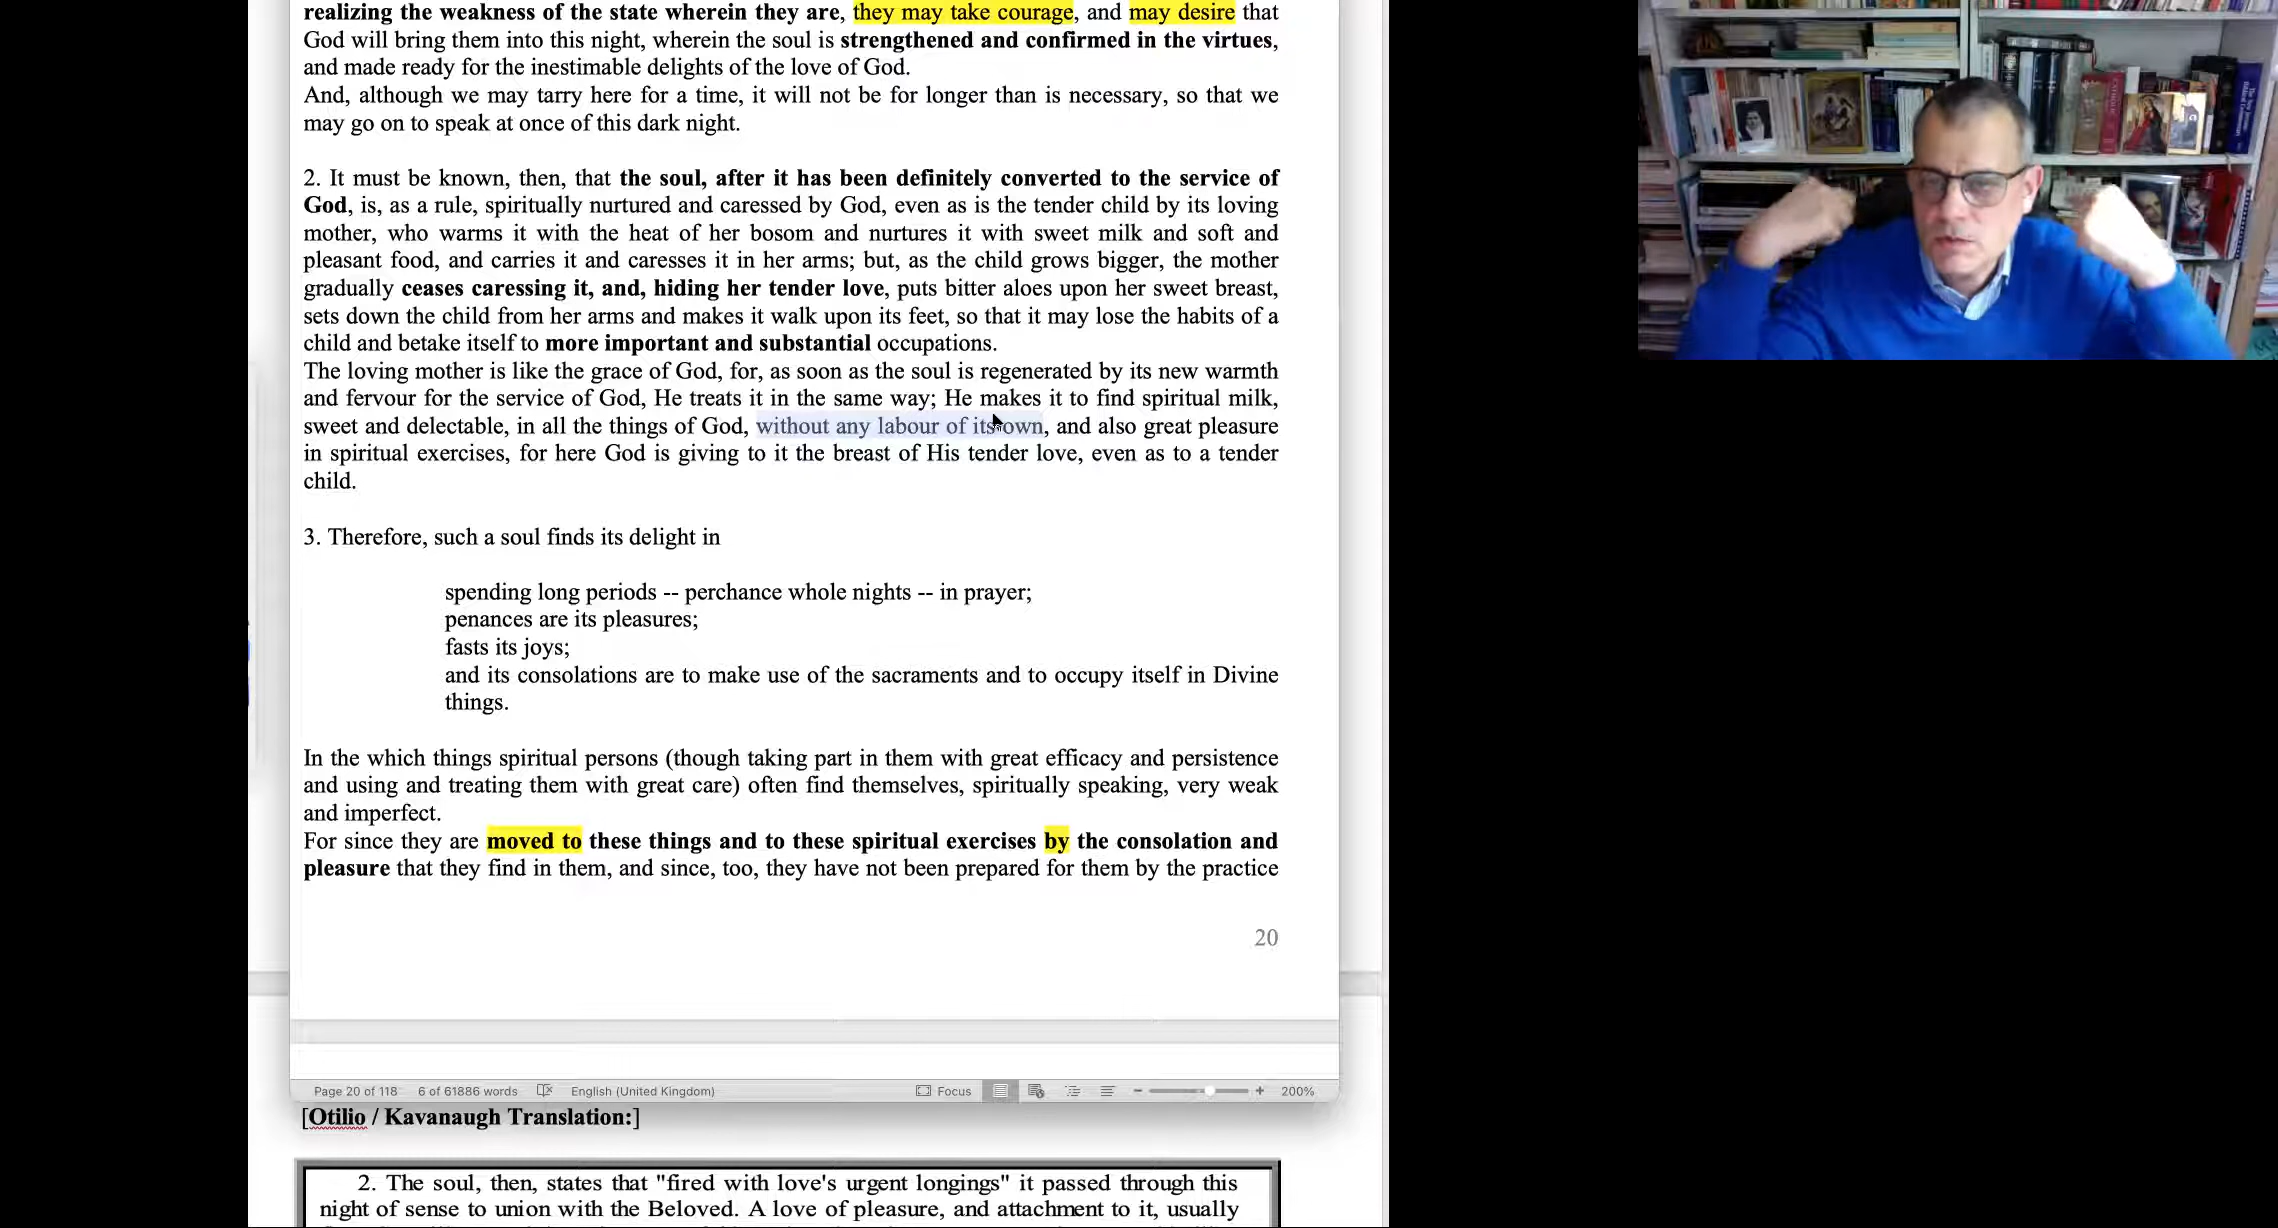 realizing the weakness of the state wherein they are, they may take courage, and may desire that
God will bring them into this night, wherein the soul is strengthened and confirmed in the virtues,
and made ready for the inestimable delights of the love of God.
And, although we may tarry here for a time, it will not be for longer than is necessary, so that we
may go on to speak at once of this dark night.
2. It must be known, then, that the soul, after it has been definitely converted to the service of
God, is, as a rule, spiritually nurtured and caressed by God, even as is the tender child by its loving
mother, who warms it with the heat of her bosom and nurtures it with sweet milk and soft and
pleasant food, and carries it and caresses it in her arms; but, as the child grows bigger, the mother
gradually ceases caressing it, and, hiding her tender love, puts bitter aloes upon her sweet breast,
sets down the child from her arms and makes it walk upon its feet, so that it may lose the habits of a
child and betake itself to more important and substantial occupations.
The loving mother is like the grace of God, for, as soon as the soul is regenerated by its new warmth
and fervour for the service of God, He treats it in the same way; He makes it to find spiritual milk,
sweet and delectable, in all the things of God, without any labour of its own, and also great pleasure
in spiritual exercises, for here God is giving to it the breast of His tender love, even as to a tender
child.
3. Therefore, such a soul finds its delight in
spending long periods -- perchance whole nights -- in prayer;
penances are its pleasures;
fasts its joys;
and its consolations are to make use of the sacraments and to occupy itself in Divine
things.
In the which things spiritual persons (though taking part in them with great efficacy and persistence
and using and treating them with great care) often find themselves, spiritually speaking, very weak
and imperfect.
For since they are moved to these things and to these spiritual exercises by the consolation and
pleasure that they find in them, and since, too, they have not been prepared for them by the practice
20
Page 20 of 118 6 of 61886 words English (United Kingdom) Focus 200%
[Otilio / Kavanaugh Translation:]
2. The soul, then, states that "fired with love's urgent longings" it passed through this
night of sense to union with the Beloved. A love of pleasure, and attachment to it, usually